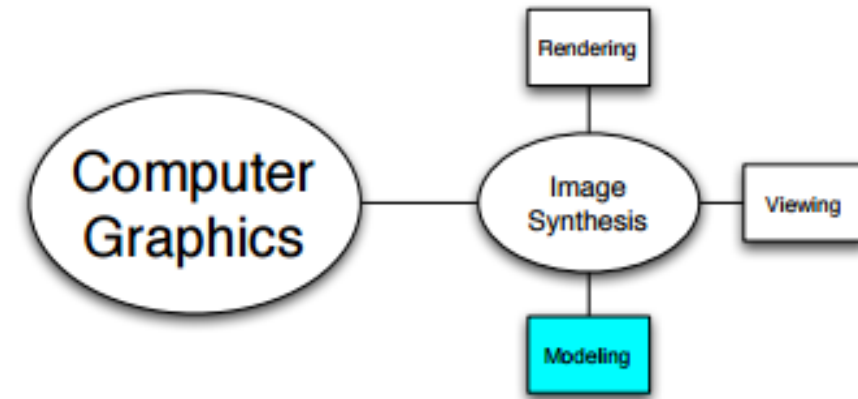 Rendering
Computer
Graphics
Image
Synthesis
Viewing
Modeling